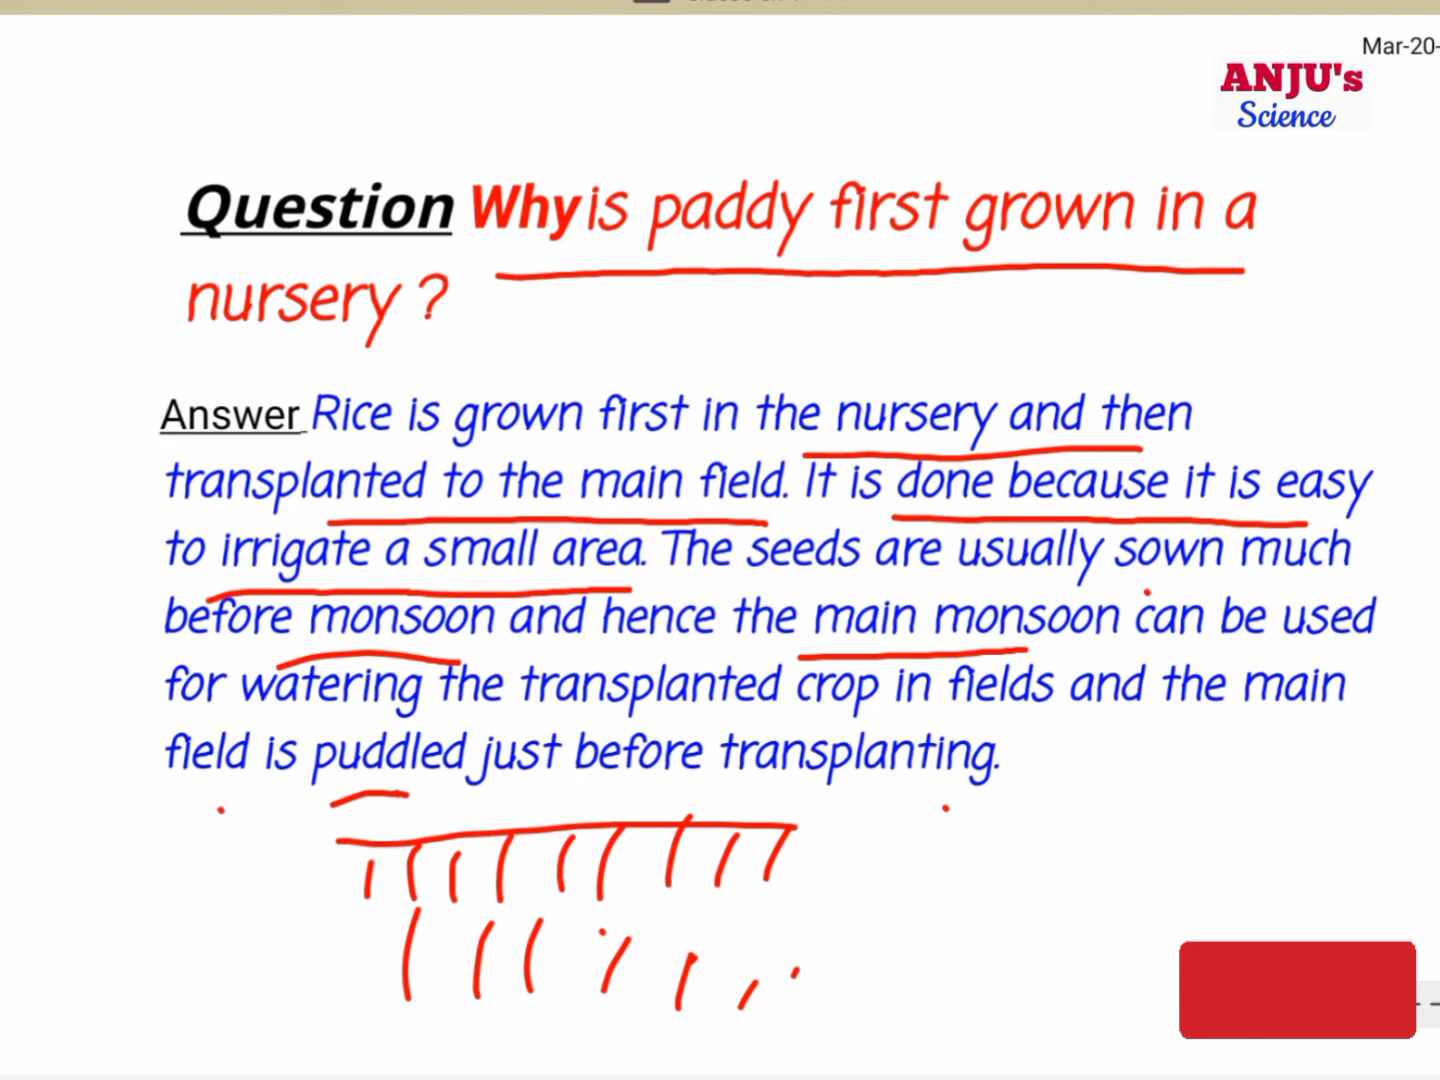 Mar-20-
ANJU's
Science
Question Why is paddy first grown in a
nursery ?
Answer Rice is grown first in the nursery and then
transplanted to the main field. It is done because it is easy
to irrigate a small area. The seeds are usually sown much
before monsoon and hence the main monsoon can be used
for watering the transplanted crop in fields and the main
field is puddled just before transplanting.